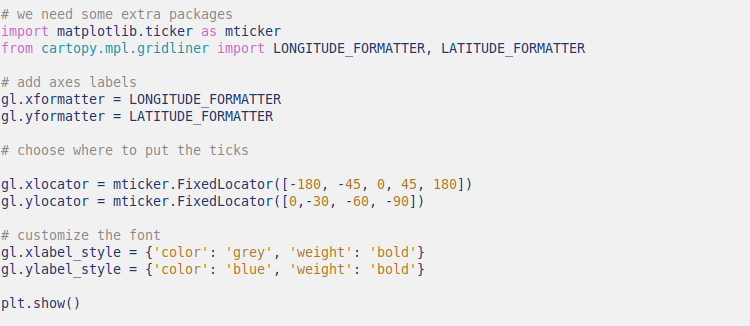 # we need some extra packages
import matplotlib.ticker as mticker
from cartopy.mpl.gridliner import LONGITUDE_FORMATTER, LATITUDE_FORMATTER
# add axes labels
gl.xformatter = LONGITUDE_FORMATTER
gl.yformatter = LATITUDE_FORMATTER
# choose where to put the ticks
gl.xlocator = mticker.FixedLocator([-180, -45, 0, 45, 180])
gl.ylocator = mticker.FixedLocator([0,-30, -60, -90])
# customize the font
gl.xlabel_style = {'color': 'grey', 'weight': 'bold'}
gl.ylabel_style = {'color': 'blue', 'weight': 'bold'}
plt.show()